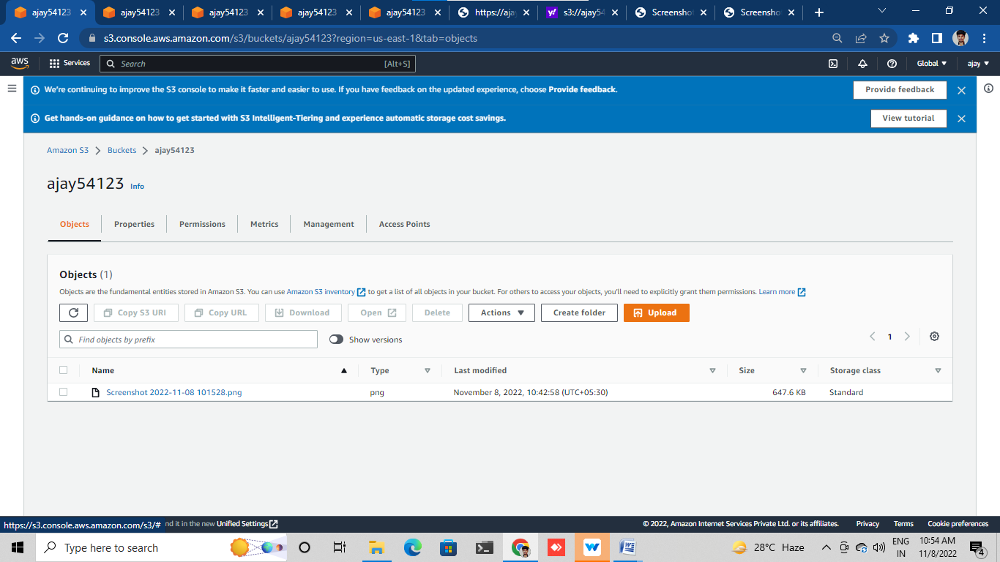 ajay54123
ajay54123
ajay54123
ajay54123
ajay54123
https://aja
y!
s3://ajay54
Screensho
Screensho
s3.console.aws.amazon.com/s3/buckets/ajay54123?region=us-east-1&tab=objects
aws
Services
Search
[Alt+S]
Global
ajay
We're continuing to improve the S3 console to make it faster and easier to use. If you have feedback on the updated experience, choose Provide feedback.
Provide feedback
Get hands-on guidance on how to get started with S3 Intelligent-Tiering and experience automatic storage cost savings.
View tutorial
Amazon S3 > Buckets > ajay54123
ajay54123 Info
Objects
Properties
Permissions
Metrics
Management
Access Points
Objects (1)
Objects are the fundamental entities stored in Amazon S3. You can use Amazon S3 inventory to get a list of all objects in your bucket. For others to access your objects, you'll need to explicitly grant them permissions. Learn more
Copy S3 URI
Copy URL
Download
Open
Delete
Actions
Create folder
Upload
Find objects by prefix
Show versions
1
Name
Type
Last modified
Size
Storage class
Screenshot 2022-11-08 101528.png
png
November 8, 2022, 10:42:58 (UTC+05:30)
647.6 KB
Standard
https://s3.console.aws.amazon.com/s3/#
nd it in the new Unified Settings
© 2022, Amazon Internet Services Private Ltd. or its affiliates.
Privacy
Terms
Cookie preferences
Type here to search
28°C Haze
ENG
IN
10:54 AM
11/8/2022
4